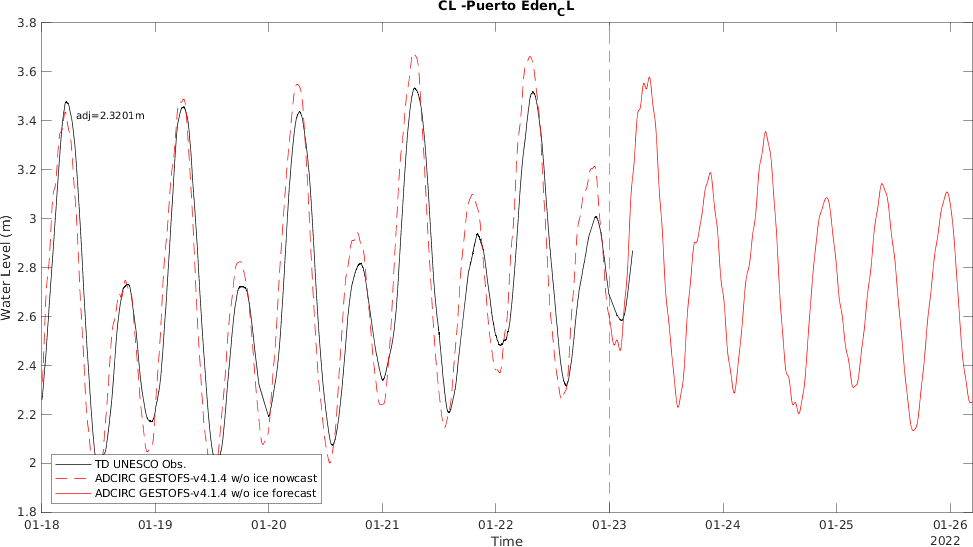 CL -Puerto Eden_CL
3.8
3.6
3.4
3.2
3
2.8
2.6
2.4
2.2
2
1.8
Water Level (m)
adj=2.3201m
TD UNESCO Obs.
ADCIRC GESTOFS-v4.1.4 w/o ice nowcast
ADCIRC GESTOFS-v4.1.4 w/o ice forecast
01-18 01-19 01-20 01-21 01-22 01-23 01-24 01-25 01-26
Time 2022